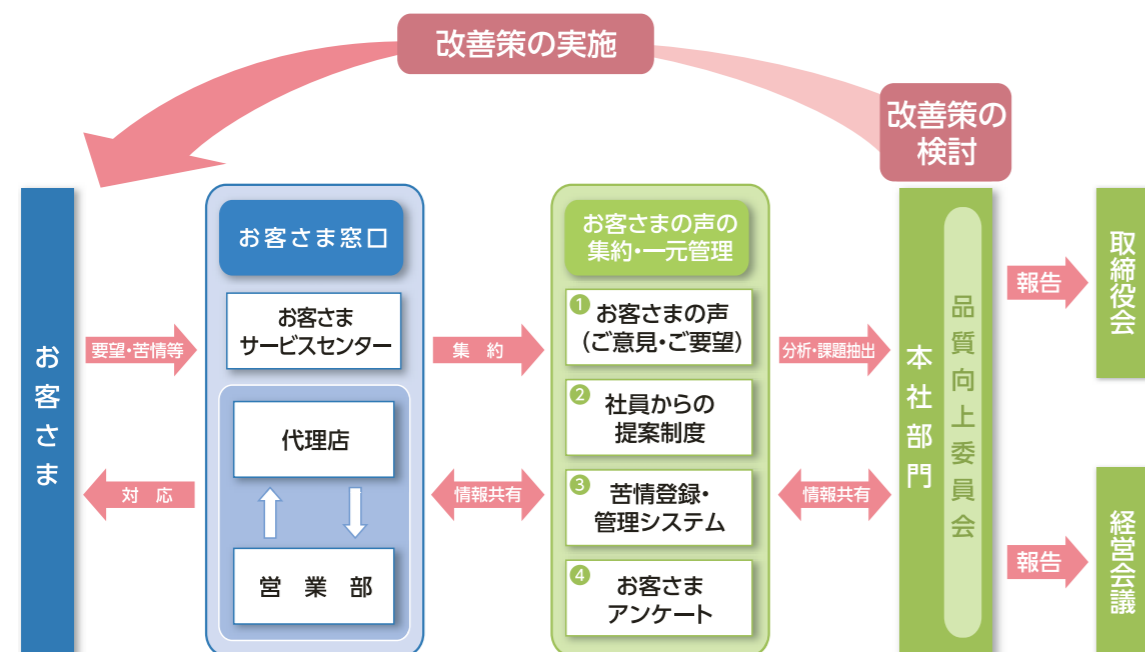 改善策の実施
改善策の
検討
お客さま
要望・苦情等
対 応
お客さま窓口
お客さま
サービスセンター
代理店
営 業 部
集 約
情報共有
お客さまの声の
集約・一元管理
❶ お客さまの声
(ご意見・ご要望)
❷ 社員からの
提案制度
❸ 苦情登録・
管理システム
❹ お客さま
アンケート
分析・課題抽出
情報共有
本社部門
品質向上委員会
報告
取締役会
報告
経営会議